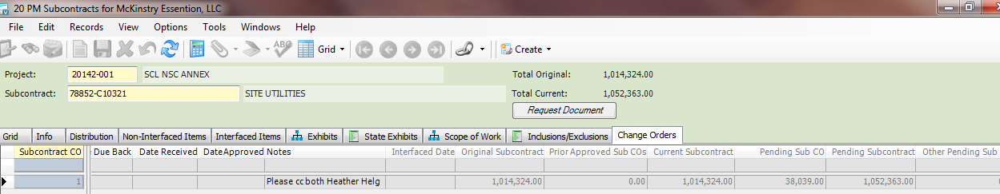 20 PM Subcontracts for McKinstry Essention, LLC
File Edit Records View Options Tools Windows Help
ABC Grid Create
Project: 20142-001 SCL NSC ANNEX Total Original: 1,014,324.00
Subcontract: 78852-C10321 SITE UTILITIES Total Current: 1,052,363.00
Request Document
Grid Info Distribution Non-Interfaced Items Interfaced Items Exhibits State Exhibits Scope of Work Inclusions/Exclusions Change Orders
Subcontract CO Due Back Date Received DateApproved Notes Interfaced Date Original Subcontract Prior Approved Sub COs Current Subcontract Pending Sub CO Pending Subcontract Other Pending Sub
1 Please cc both Heather Helg 1,014,324.00 0.00 1,014,324.00 38,039.00 1,052,363.00